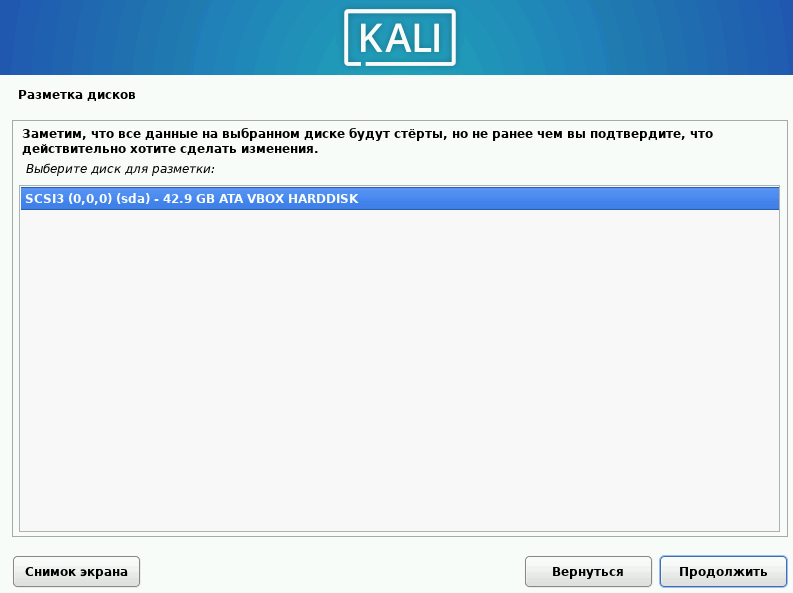 KALI
Разметка дисков
Заметим, что все данные на выбранном диске будут стёрты, но не ранее чем вы подтвердите, что
действительно хотите сделать изменения.
Выберите диск для разметки:
SCSI3 (0,0,0) (sda) - 42.9 GB ATA VBOX HARDDISK
Снимок экрана
Вернуться
Продолжить